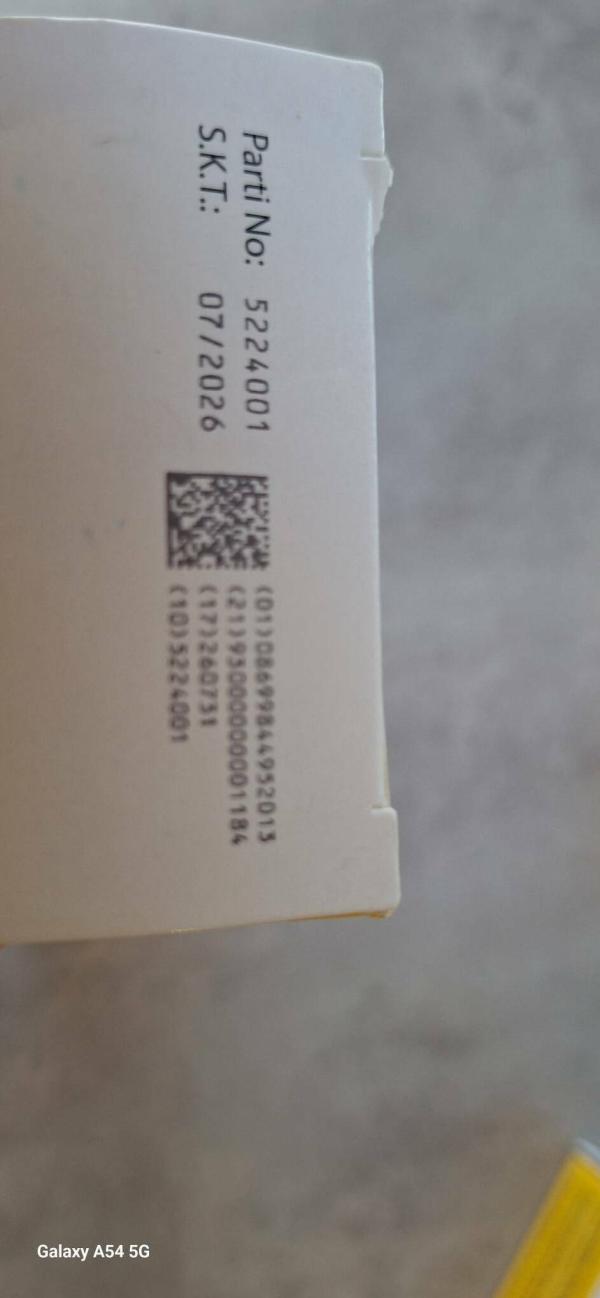 Parti No: 5224001
S.K.T.: 07/2026
(01)08699844952013
(21)93000000001184
(17)260731
(10)5224001
Galaxy A54 5G